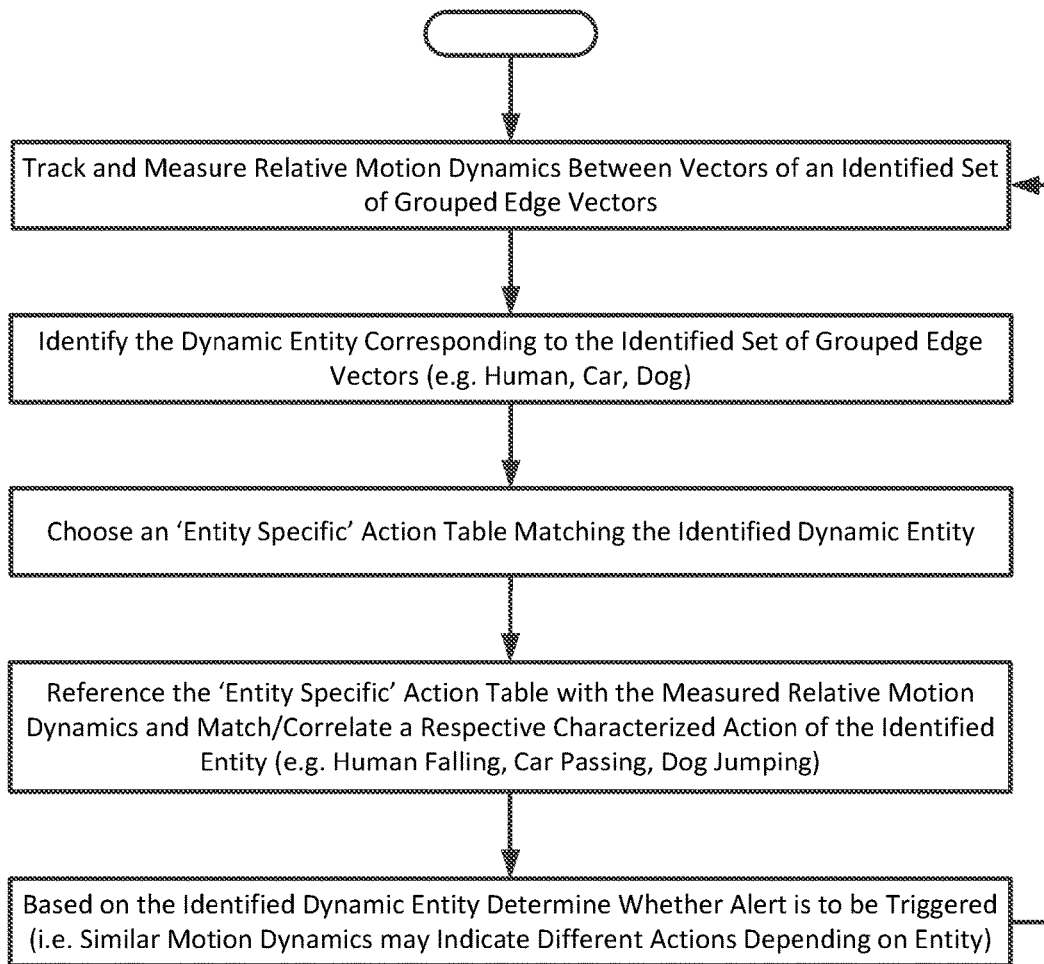 Track and Measure Relative Motion Dynamics Between Vectors of an Identified Set
of Grouped Edge Vectors
Identify the Dynamic Entity Corresponding to the Identified Set of Grouped Edge
Vectors (e.g. Human, Car, Dog)
Choose an ‘Entity Specific’ Action Table Matching the Identified Dynamic Entity
Reference the ‘Entity Specific’ Action Table with the Measured Relative Motion
Dynamics and Match/Correlate a Respective Characterized Action of the Identified
Entity (e.g. Human Falling, Car Passing, Dog Jumping)
Based on the Identified Dynamic Entity Determine Whether Alert is to be Triggered
(i.e. Similar Motion Dynamics may Indicate Different Actions Depending on Entity)